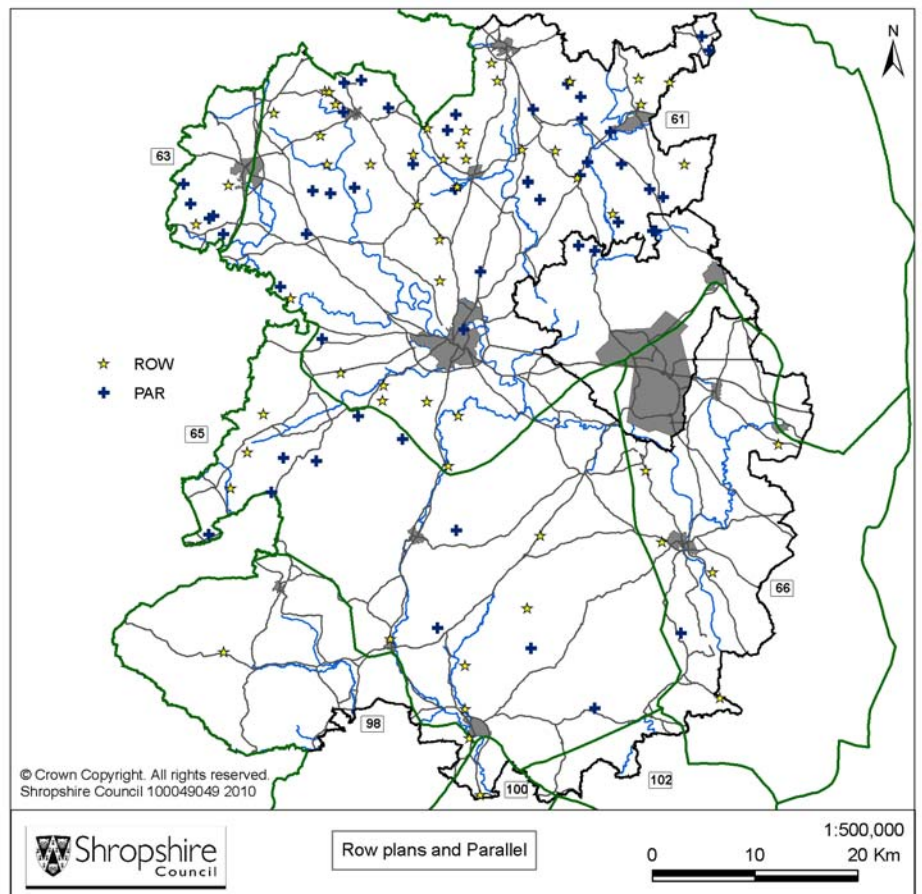 N
61
63
ROW
PAR
65
66
98
100
102
© Crown Copyright. All rights reserved.
Shropshire Council 100049049 2010
Shropshire
Council
Row plans and Parallel
1:500,000
0 10 20 Km